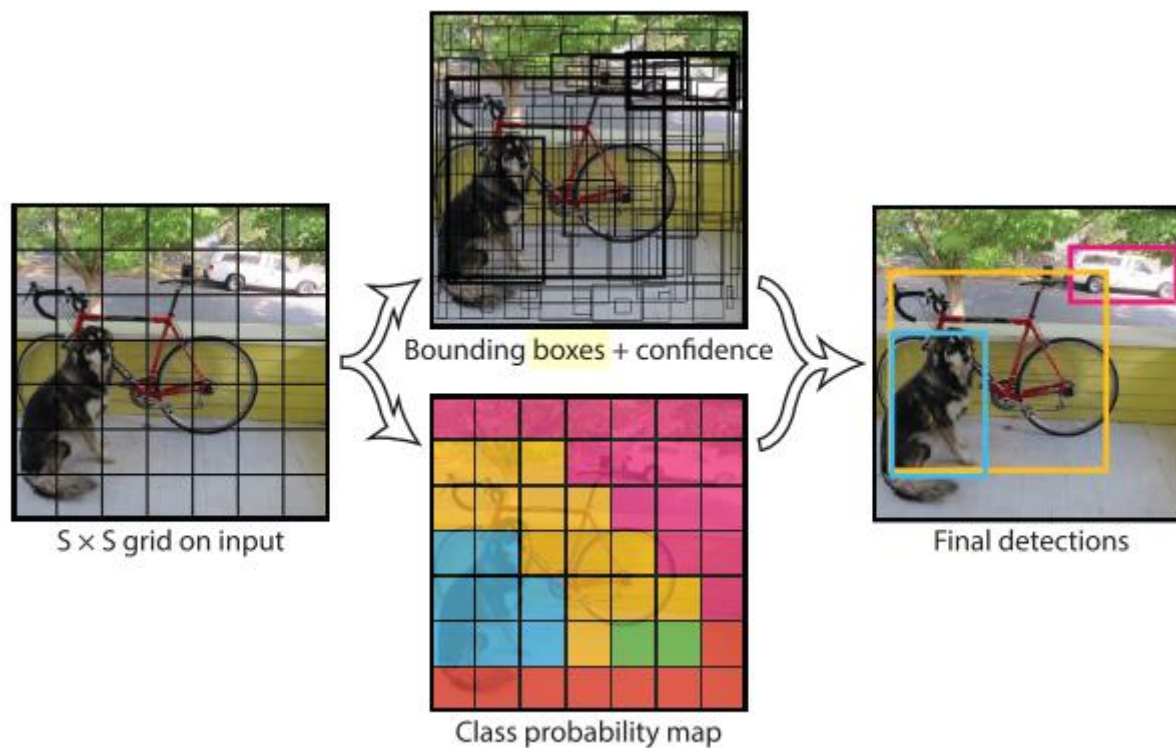 S × S grid on input
Bounding boxes + confidence
Class probability map
Final detections